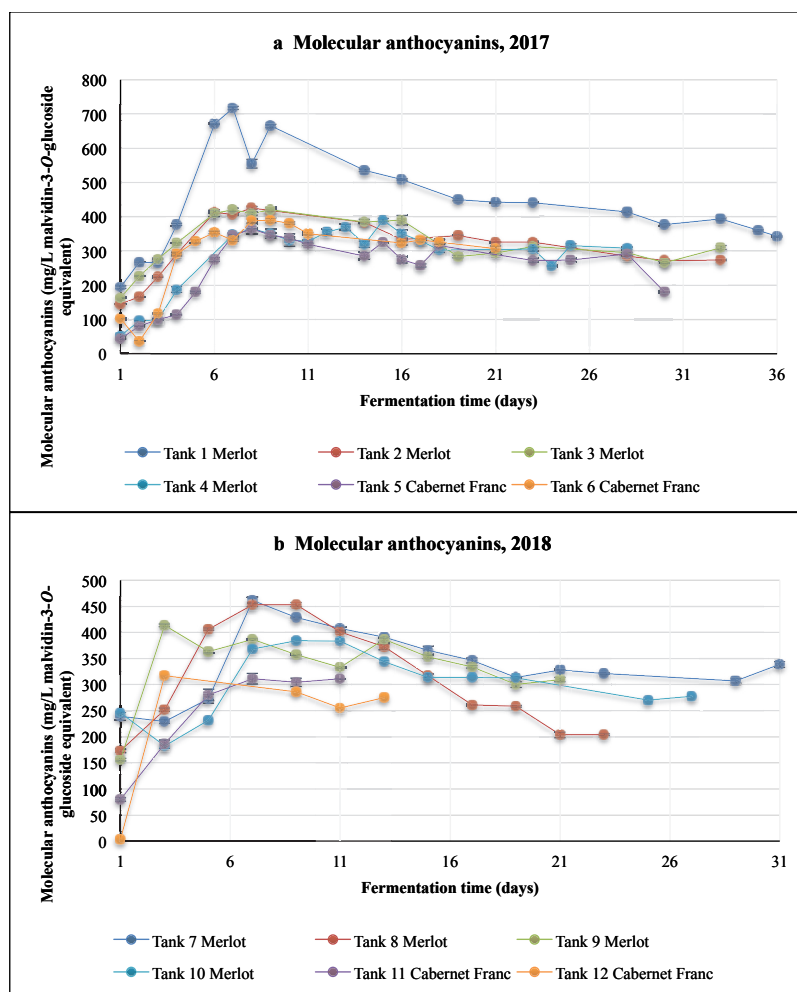 a Molecular anthocyanins, 2017
Molecular anthocyanins (mg/L malvidin-3-O-glucoside
equivalent)
800
700
600
500
400
300
200
100
0
1 6 11 16 21 26 31 36
Fermentation time (days)
Tank 1 Merlot Tank 2 Merlot Tank 3 Merlot
Tank 4 Merlot Tank 5 Cabernet Franc Tank 6 Cabernet Franc
b Molecular anthocyanins, 2018
Molecular anthocyanins (mg/L malvidin-3-O-
glucoside equivalent)
500
450
400
350
300
250
200
150
100
50
0
1 6 11 16 21 26 31
Fermentation time (days)
Tank 7 Merlot Tank 8 Merlot Tank 9 Merlot
Tank 10 Merlot Tank 11 Cabernet Franc Tank 12 Cabernet Franc